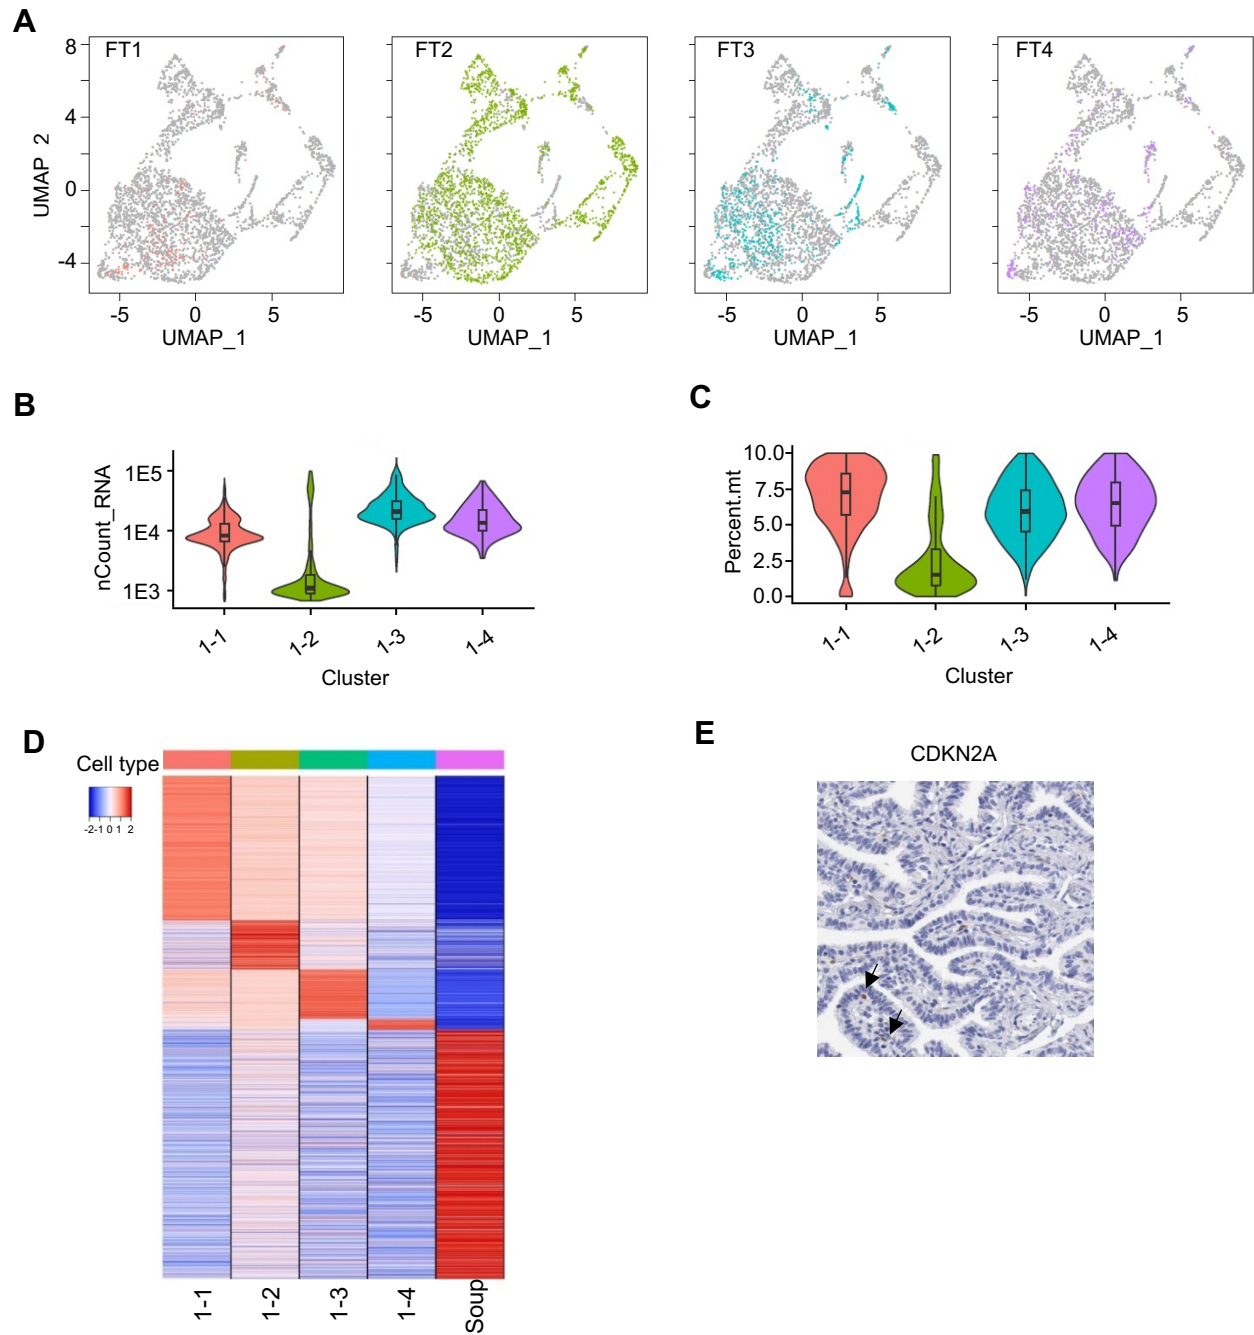 A
FT1
FT2
FT3
FT4
8
4
0
-4
UMAP_2
-5 0 5
-5 0 5
-5 0 5
-5 0 5
UMAP_1
UMAP_1
UMAP_1
UMAP_1
B
nCount_RNA
1E5
1E4
1E3
1-1
1-2
1-3
1-4
Cluster
C
Percent.mt
10.0
7.5
5.0
2.5
0.0
1-1
1-2
1-3
1-4
Cluster
D
Cell type
-2-1 0 1 2
1-1
1-2
1-3
1-4
Soup
E
CDKN2A